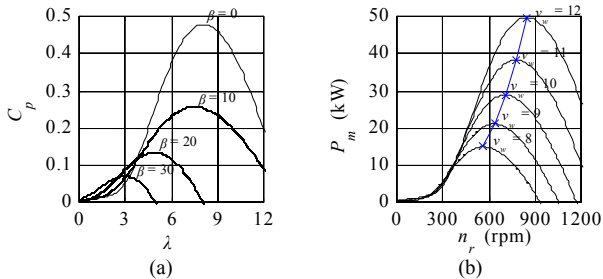 0.5
0.4
0.3
0.2
0.1
0
C_p
β = 0
β = 10
β = 20
β = 30
0 3 6 9 12
λ
(a)
50
40
30
20
10
0
P_m (kW)
v_w = 12
v_w = 11
v_w = 10
v_w = 9
v_w = 8
0 300 600 900 1200
n_r (rpm)
(b)